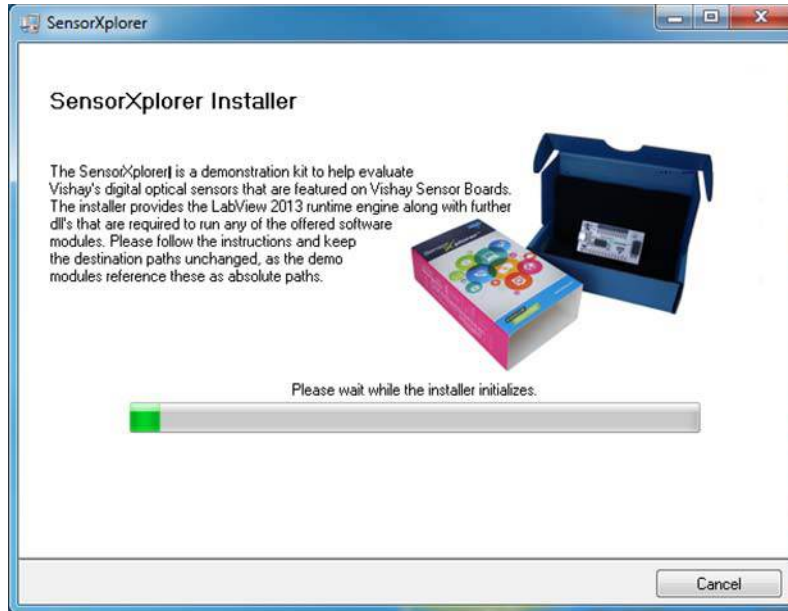 SensorXplorer
SensorXplorer Installer
The SensorXplorer| is a demonstration kit to help evaluate
Vishay's digital optical sensors that are featured on Vishay Sensor Boards.
The installer provides the LabView 2013 runtime engine along with further
dll's that are required to run any of the offered software
modules. Please follow the instructions and keep
the destination paths unchanged, as the demo
modules reference these as absolute paths.
Please wait while the installer initializes.
Cancel